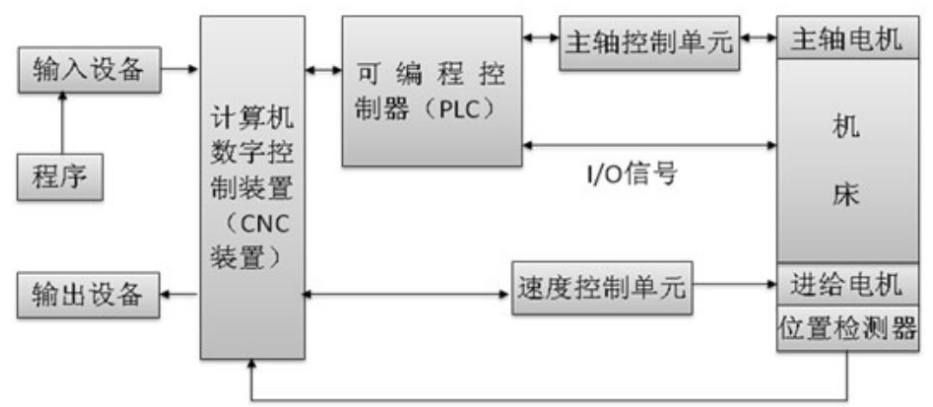 输入设备
程序
输出设备
计算机
数字控
制装置
（CNC
装置）
可编程控
制器（PLC）
主轴控制单元
I/O信号
速度控制单元
主轴电机
机
床
进给电机
位置检测器